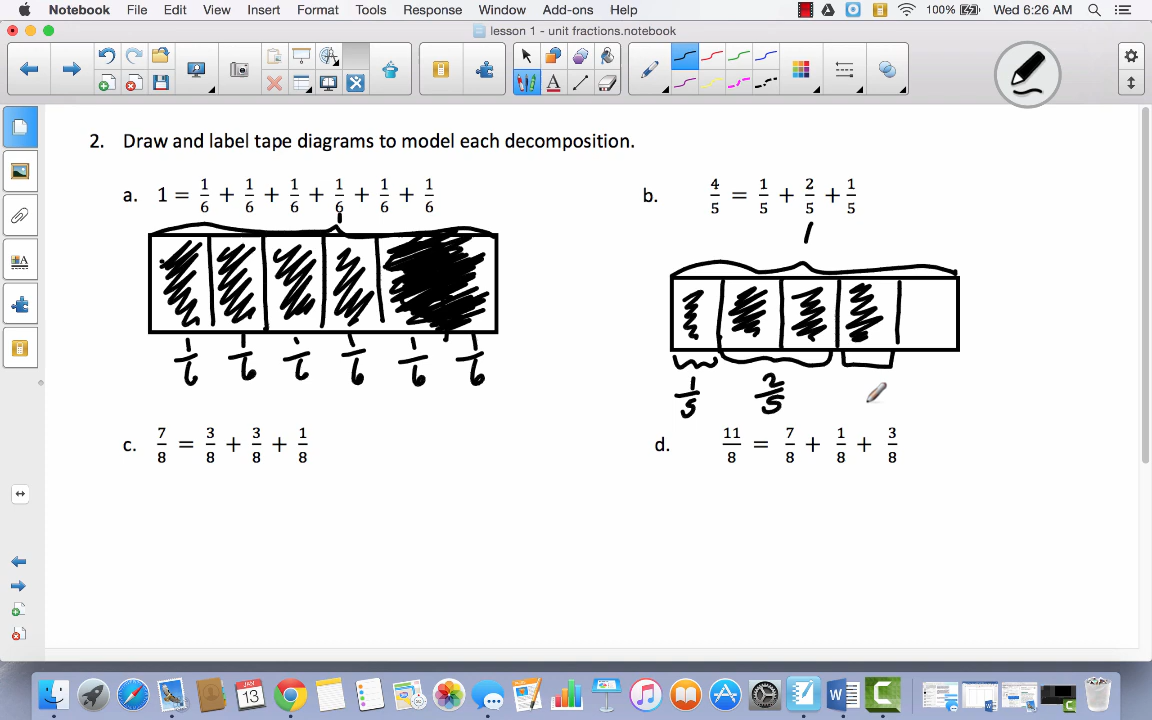 Notebook File Edit View Insert Format Tools Response Window Add-ons Help 100% Wed 6:26 AM
lesson 1 - unit fractions.notebook
A
A
2. Draw and label tape diagrams to model each decomposition.
a. 1 = 1/6 + 1/6 + 1/6 + 1/6 + 1/6 + 1/6
b. 4/5 = 1/5 + 2/5 + 1/5
1
1
1/6 1/6 1/6 1/6 1/6 1/6
1/5 2/5
c. 7/8 = 3/8 + 3/8 + 1/8
d. 11/8 = 7/8 + 1/8 + 3/8
JAN
13
W
C